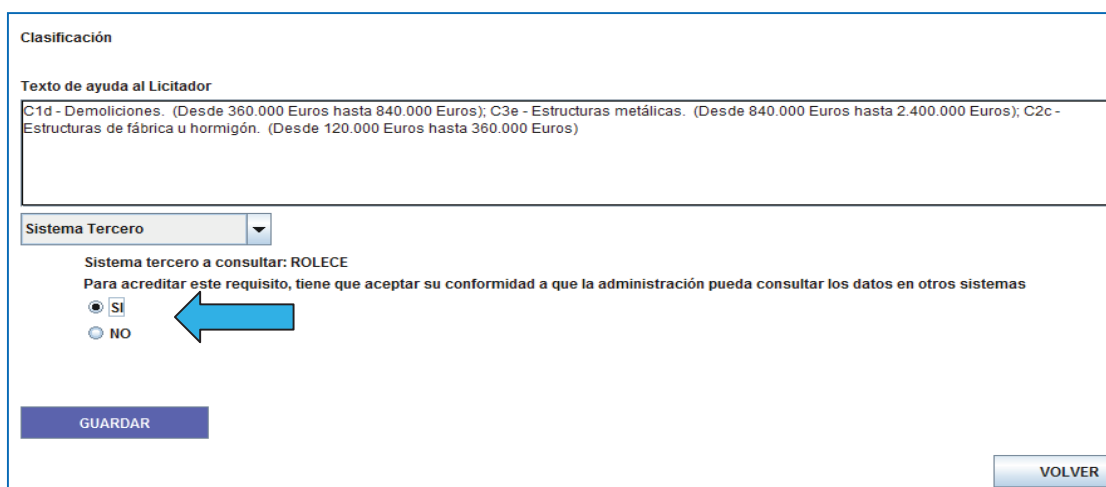 Clasificación
Texto de ayuda al Licitador
C1d - Demoliciones.  (Desde 360.000 Euros hasta 840.000 Euros); C3e - Estructuras metálicas.  (Desde 840.000 Euros hasta 2.400.000 Euros); C2c -
Estructuras de fábrica u hormigón.  (Desde 120.000 Euros hasta 360.000 Euros)
Sistema Tercero
Sistema tercero a consultar: ROLECE
Para acreditar este requisito, tiene que aceptar su conformidad a que la administración pueda consultar los datos en otros sistemas
SI
NO
GUARDAR
VOLVER